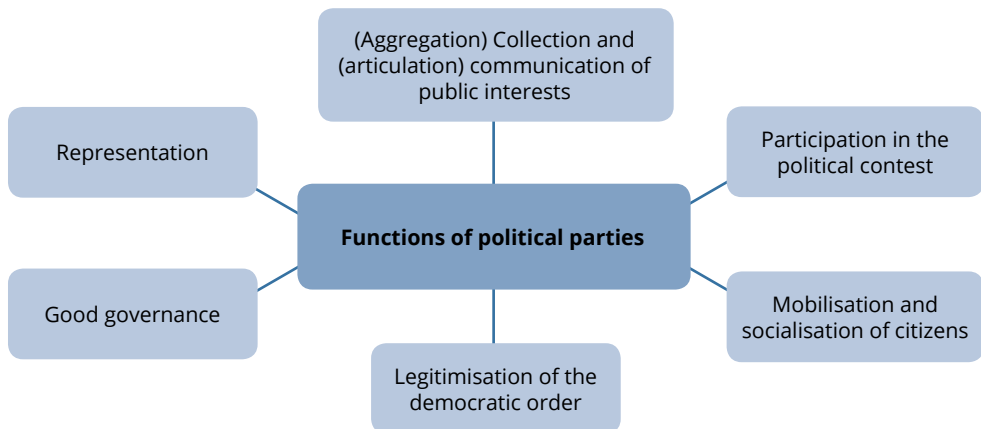 (Aggregation) Collection and
(articulation) communication of
public interests
Representation
Participation in the
political contest
Functions of political parties
Good governance
Mobilisation and
socialisation of citizens
Legitimisation of the
democratic order